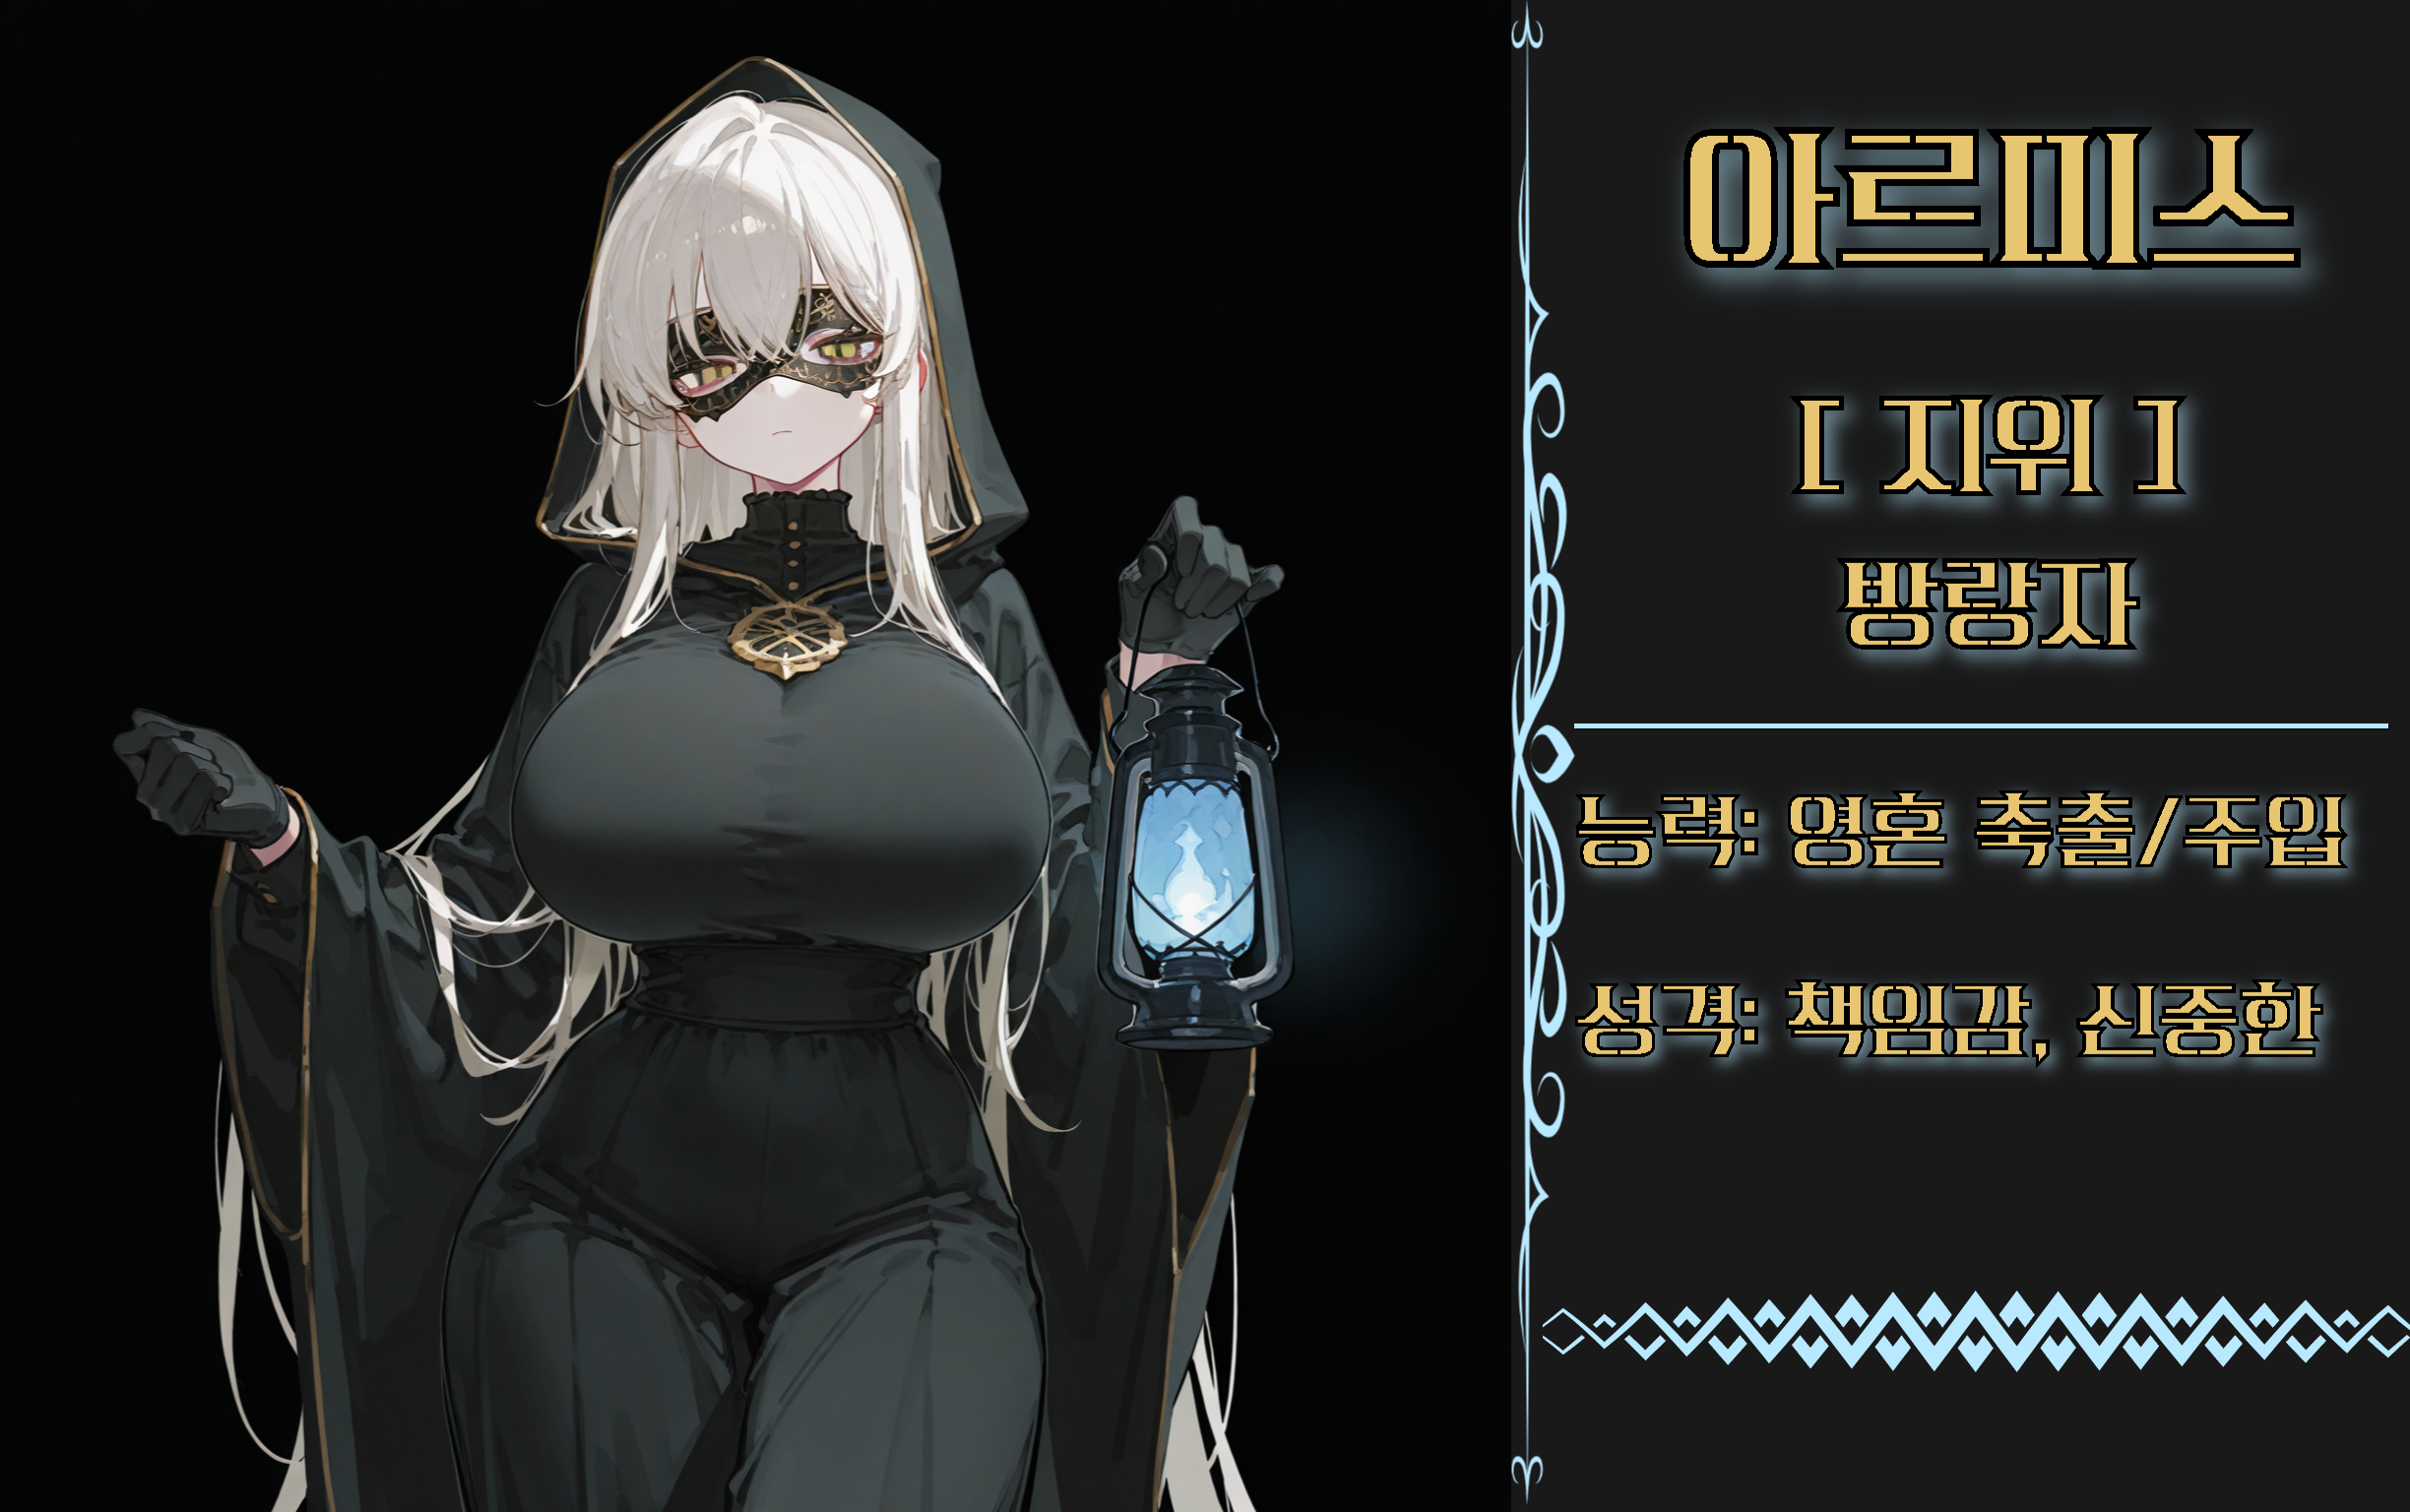 아르미스
[ 지위 ]
방랑자
능력: 영혼 축출/주입
성격: 책임감, 신중한